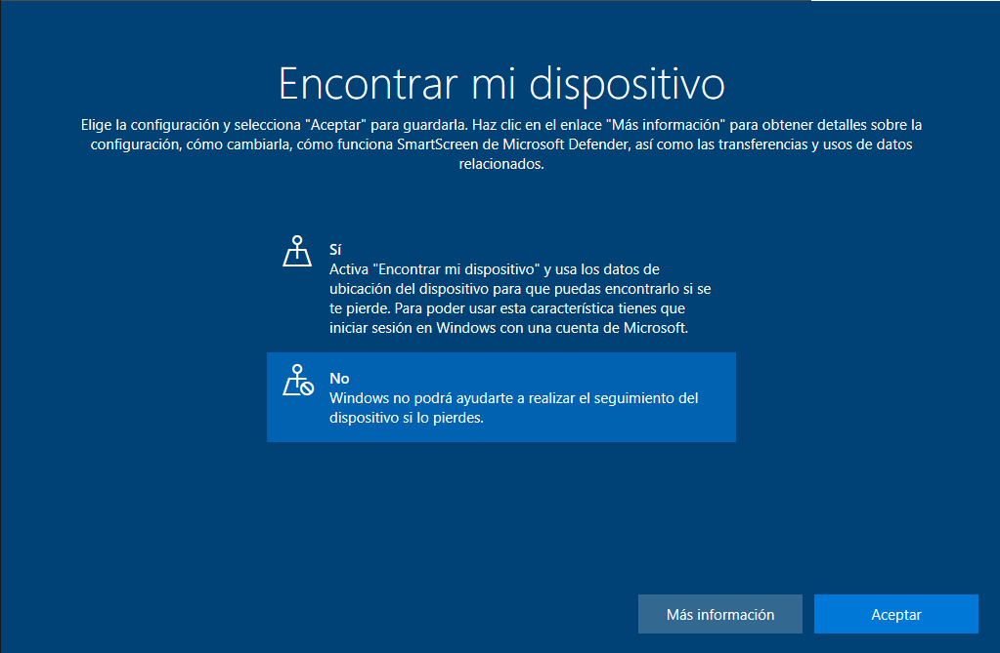 Encontrar mi dispositivo
Elige la configuración y selecciona "Aceptar" para guardarla. Haz clic en el enlace "Más información" para obtener detalles sobre la
configuración, cómo cambiarla, cómo funciona SmartScreen de Microsoft Defender, así como las transferencias y usos de datos
relacionados.
Sí
Activa "Encontrar mi dispositivo" y usa los datos de
ubicación del dispositivo para que puedas encontrarlo si se
te pierde. Para poder usar esta característica tienes que
iniciar sesión en Windows con una cuenta de Microsoft.
No
Windows no podrá ayudarte a realizar el seguimiento del
dispositivo si lo pierdes.
Más información
Aceptar